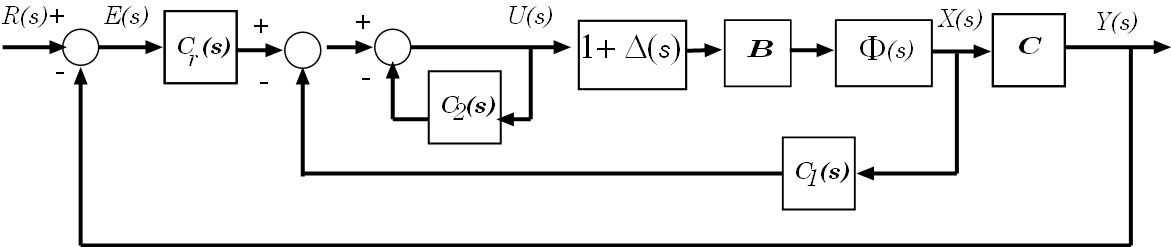 R(s)+ E(s) + + U(s) X(s) Y(s)
C_r(s) 1+ Δ(s) B Φ(s) C
- - -
C_2(s)
C_1(s)